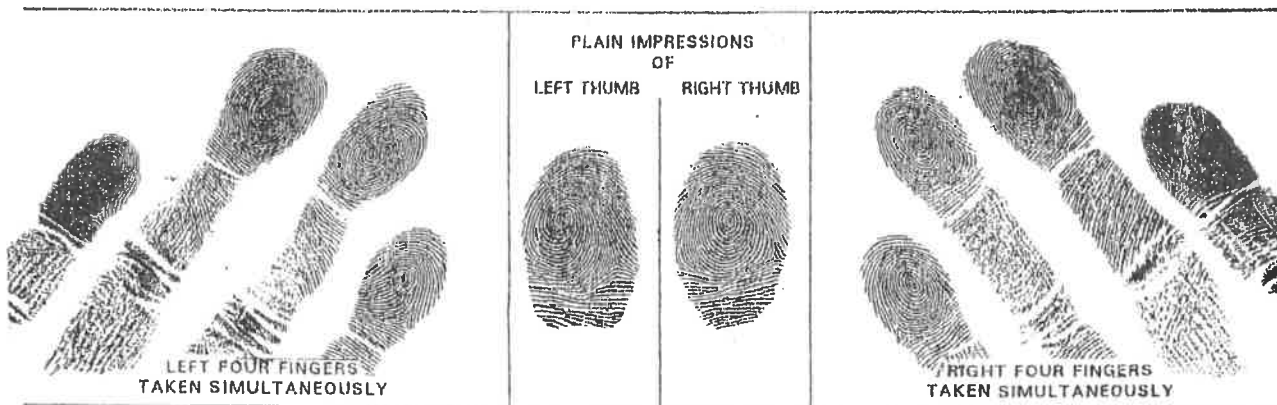 PLAIN IMPRESSIONS
OF
LEFT THUMB
RIGHT THUMB
LEFT FOUR FINGERS
TAKEN SIMULTANEOUSLY
RIGHT FOUR FINGERS
TAKEN SIMULTANEOUSLY